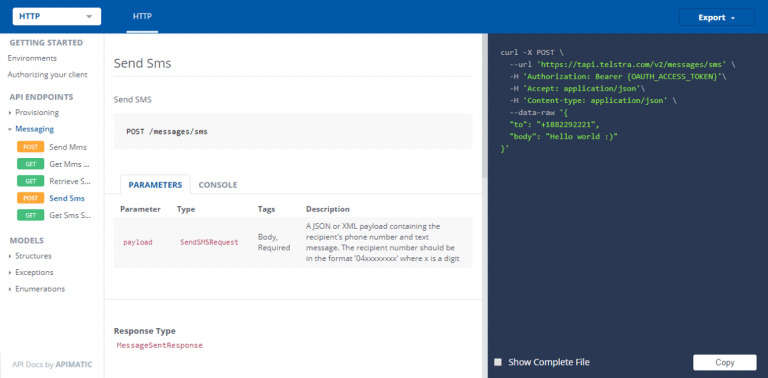 HTTP
HTTP
Export
GETTING STARTED
Environments
Authorizing your client
API ENDPOINTS
Provisioning
Messaging
POST Send Mms
GET Get Mms ...
GET Retrieve S...
POST Send Sms
GET Get Sms S...
MODELS
Structures
Exceptions
Enumerations
API Docs by APIMATIC
Send Sms
Send SMS
POST /messages/sms
PARAMETERS CONSOLE
Parameter Type Tags Description
payload SendSMSRequest Body, Required A JSON or XML payload containing the
recipient's phone number and text
message. The recipient number should be
in the format '04xxxxxxxx' where x is a digit
Response Type
MessageSentResponse
curl -X POST \
--url 'https://tapi.telstra.com/v2/messages/sms' \
-H 'Authorization: Bearer {OAUTH_ACCESS_TOKEN}'\
-H 'Accept: application/json'\
-H 'Content-type: application/json' \
--data-raw '{
"to": "+1882292221",
"body": "Hello world :)"
}'
Show Complete File
Copy